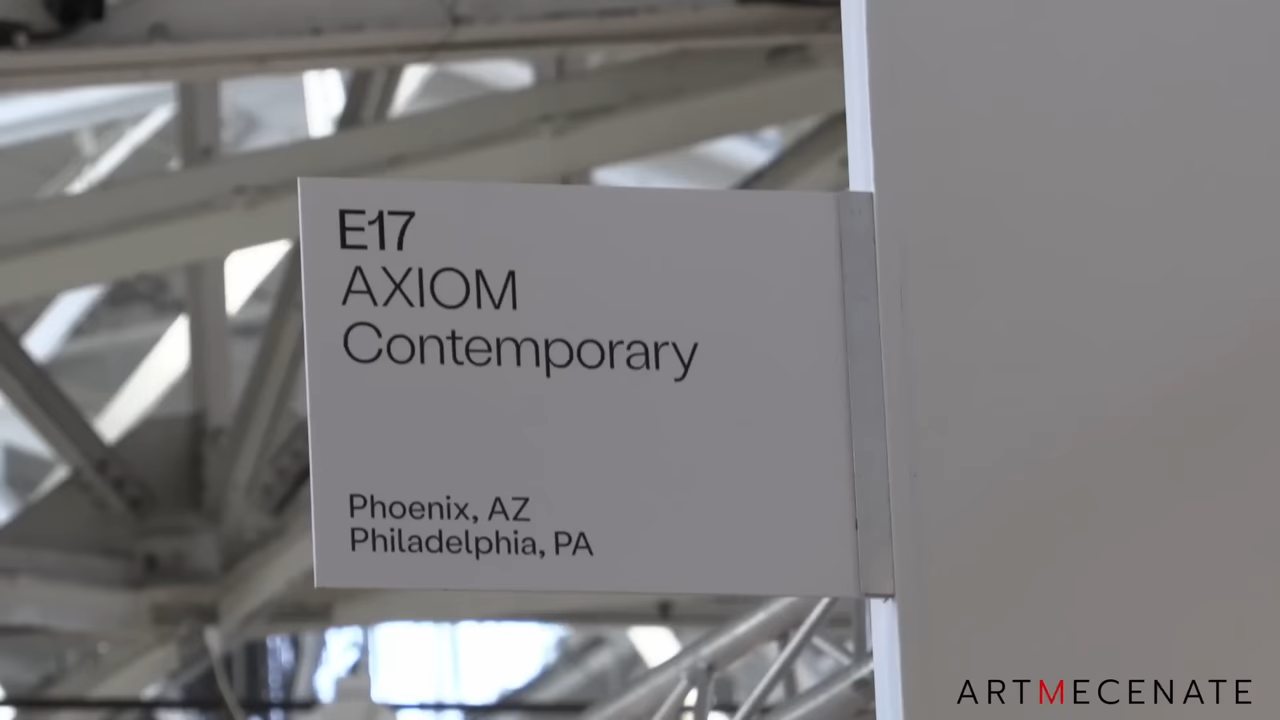 E17
AXIOM
Contemporary
Phoenix, AZ
Philadelphia, PA
ARTMECENATE